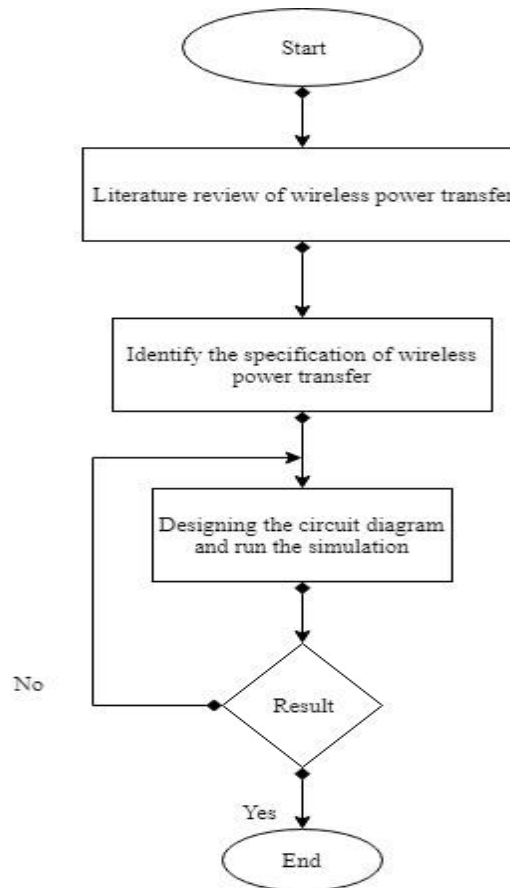 Start
Literature review of wireless power transfer
Identify the specification of wireless
power transfer
Designing the circuit diagram
and run the simulation
No
Result
Yes
End